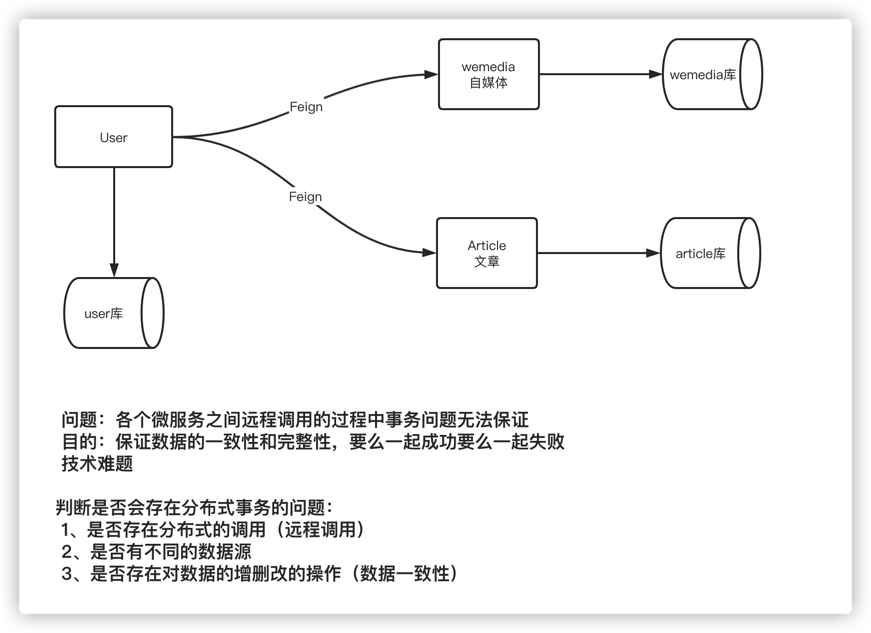 wemedia
自媒体
wemedia库
Feign
User
Feign
Article
文章
article库
user库
问题：各个微服务之间远程调用的过程中事务问题无法保证
目的：保证数据的一致性和完整性，要么一起成功要么一起失败
技术难题
判断是否会存在分布式事务的问题：
1、是否存在分布式的调用（远程调用）
2、是否有不同的数据源
3、是否存在对数据的增删改的操作（数据一致性）